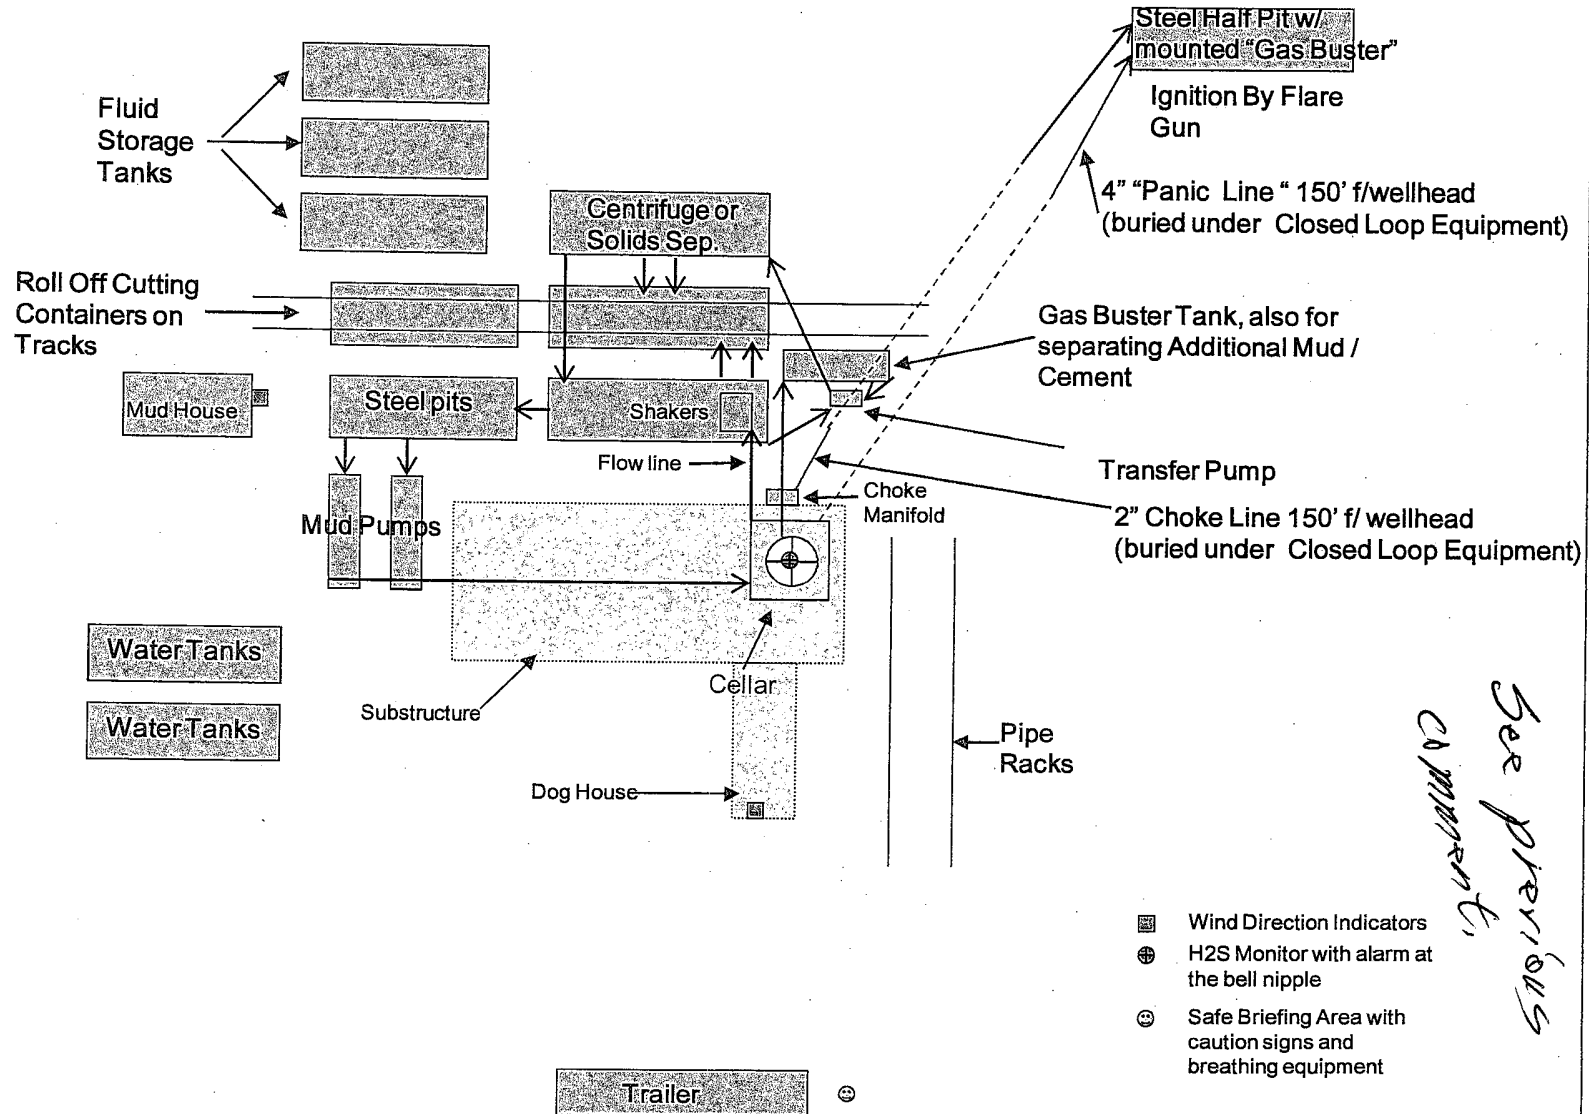 Steel Half Pit w/
mounted “Gas Buster”
Ignition By Flare
Gun
Fluid
Storage
Tanks
4” “Panic Line “ 150’ f/wellhead
(buried under Closed Loop Equipment)
Centrifuge or
Solids Sep.
Roll Off Cutting
Containers on
Tracks
Gas Buster Tank, also for
separating Additional Mud /
Cement
Mud House
Steel pits
Shakers
Flow line
Transfer Pump
Choke
Manifold
2” Choke Line 150’ f/ wellhead
(buried under Closed Loop Equipment)
Mud Pumps
Water Tanks
Water Tanks
Substructure
Cellar
Pipe
Racks
Dog House
See previous
comment.
Wind Direction Indicators
H2S Monitor with alarm at
the bell nipple
Safe Briefing Area with
caution signs and
breathing equipment
Trailer